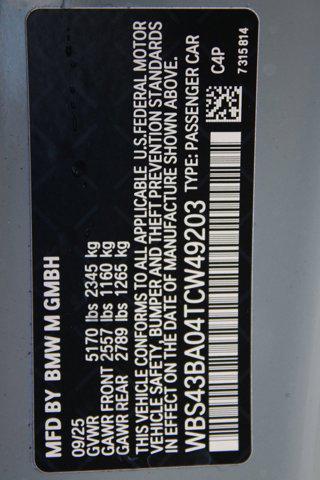 MFD BY BMW M GMBH
09/25
GVWR 5170 lbs 2345 kg
GAWR FRONT 2557 lbs 1160 kg
GAWR REAR 2789 lbs 1265 kg
THIS VEHICLE CONFORMS TO ALL APPLICABLE U.S.FEDERAL MOTOR
VEHICLE SAFETY, BUMPER AND THEFT PREVENTION STANDARDS
IN EFFECT ON THE DATE OF MANUFACTURE SHOWN ABOVE.
WBS43BA04TCW49203 TYPE: PASSENGER CAR
C4P
7315814